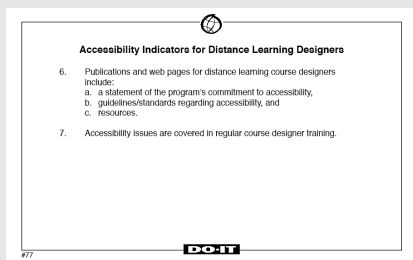 Accessibility Indicators for Distance Learning Designers
6. Publications and web pages for distance learning course designers
include:
a. a statement of the program's commitment to accessibility,
b. guidelines/standards regarding accessibility, and
c. resources.
7. Accessibility issues are covered in regular course designer training.
DO-IT
#77